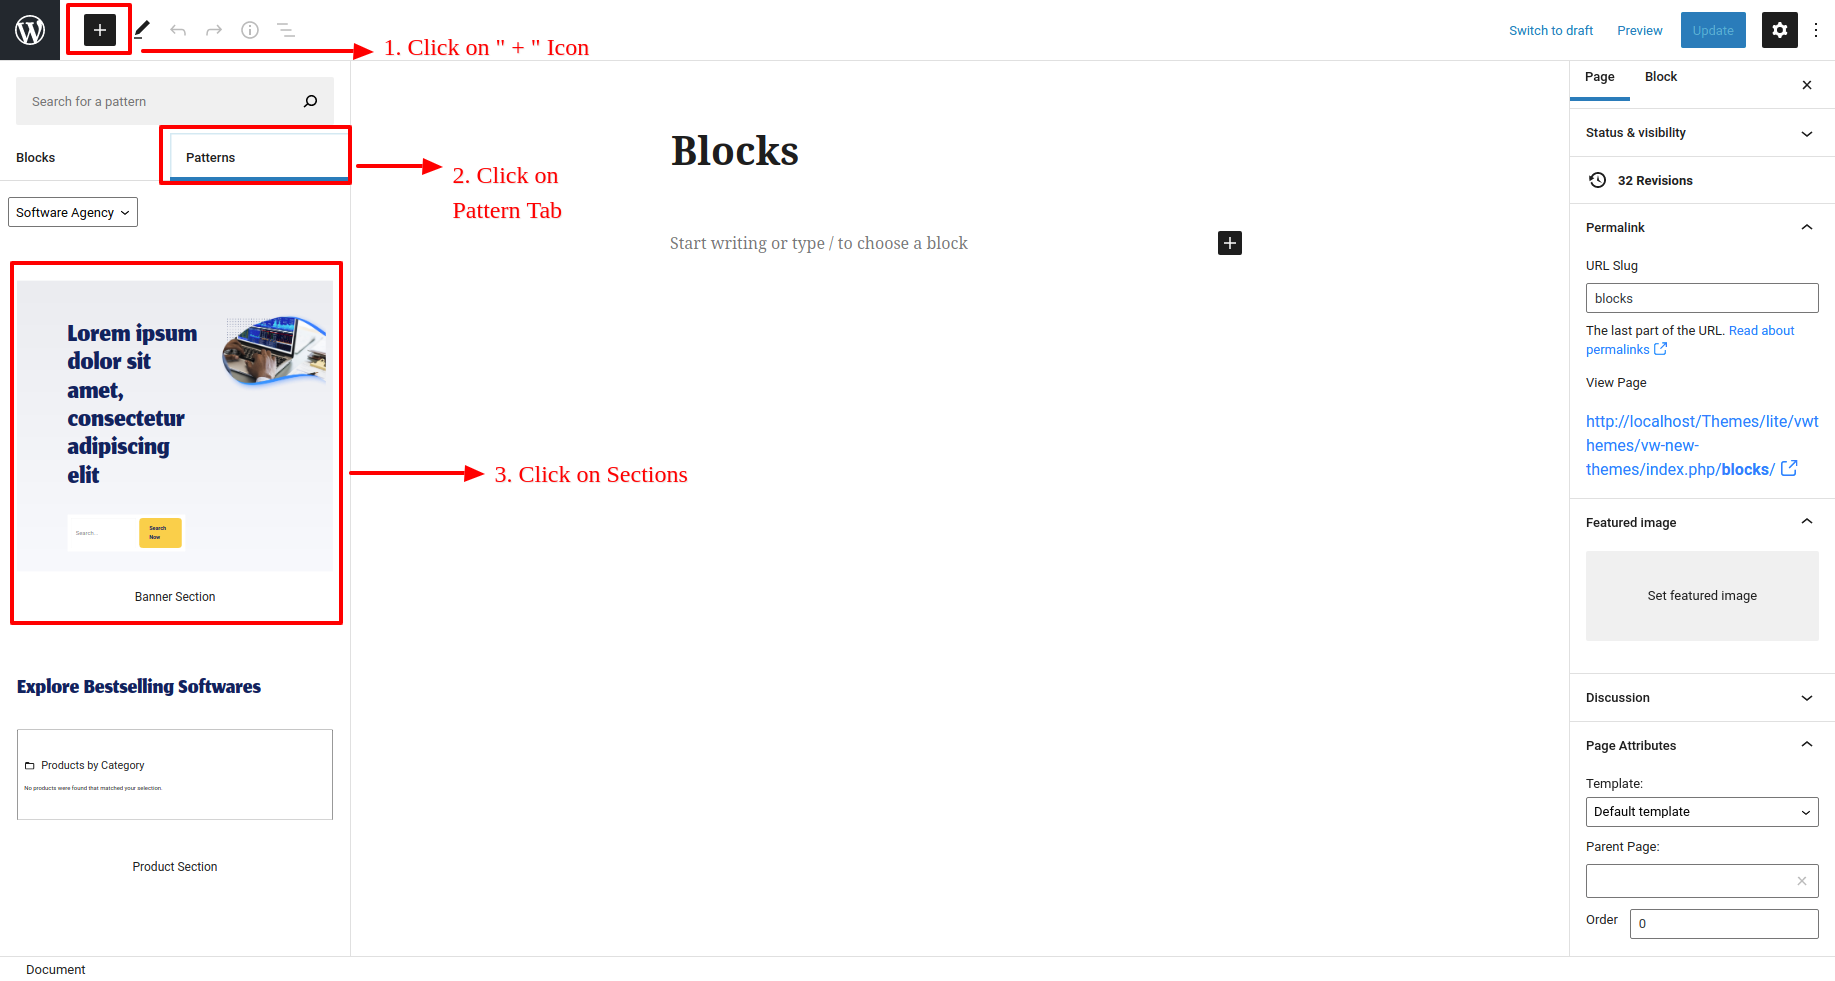 1. Click on " + " Icon
Switch to draft
Preview
Update
Search for a pattern
Blocks
Patterns
2. Click on
Pattern Tab
Software Agency
Lorem ipsum
dolor sit
amet,
consectetur
adipiscing
elit
Search...
Search
Now
Banner Section
3. Click on Sections
Explore Bestselling Softwares
Products by Category
No products were found that matched your selection.
Product Section
Blocks
Start writing or type / to choose a block
Page
Block
Status & visibility
32 Revisions
Permalink
URL Slug
blocks
The last part of the URL. Read about
permalinks
View Page
http://localhost/Themes/lite/vwt
hemes/vw-new-
themes/index.php/blocks/
Featured image
Set featured image
Discussion
Page Attributes
Template:
Default template
Parent Page:
Order
0
Document